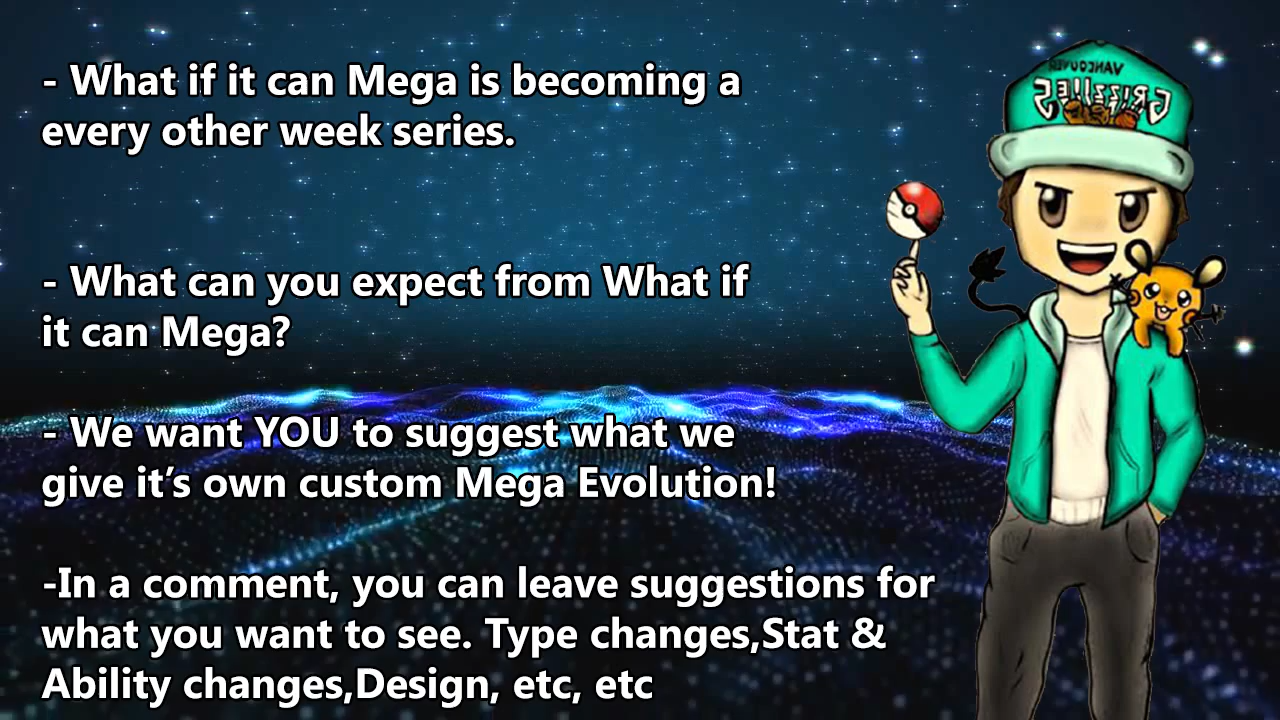 - What if it can Mega is becoming a
every other week series.
- What can you expect from What if
it can Mega?
- We want YOU to suggest what we
give it’s own custom Mega Evolution!
-In a comment, you can leave suggestions for
what you want to see. Type changes,Stat &
Ability changes,Design, etc, etc
VANCOUVER
GRIZZLIES